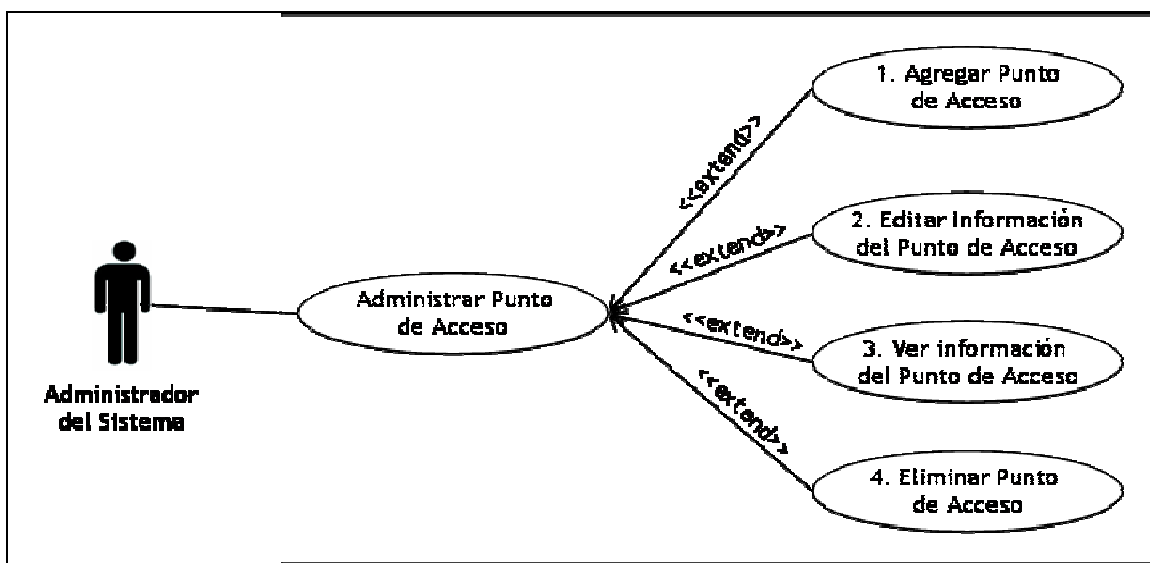 1. Agregar Punto
de Acceso
<<extend>>
2. Editar Información
del Punto de Acceso
<<extend>>
Administrar Punto
de Acceso
<<extend>>
3. Ver información
del Punto de Acceso
Administrador
del Sistema
<<extend>>
4. Eliminar Punto
de Acceso